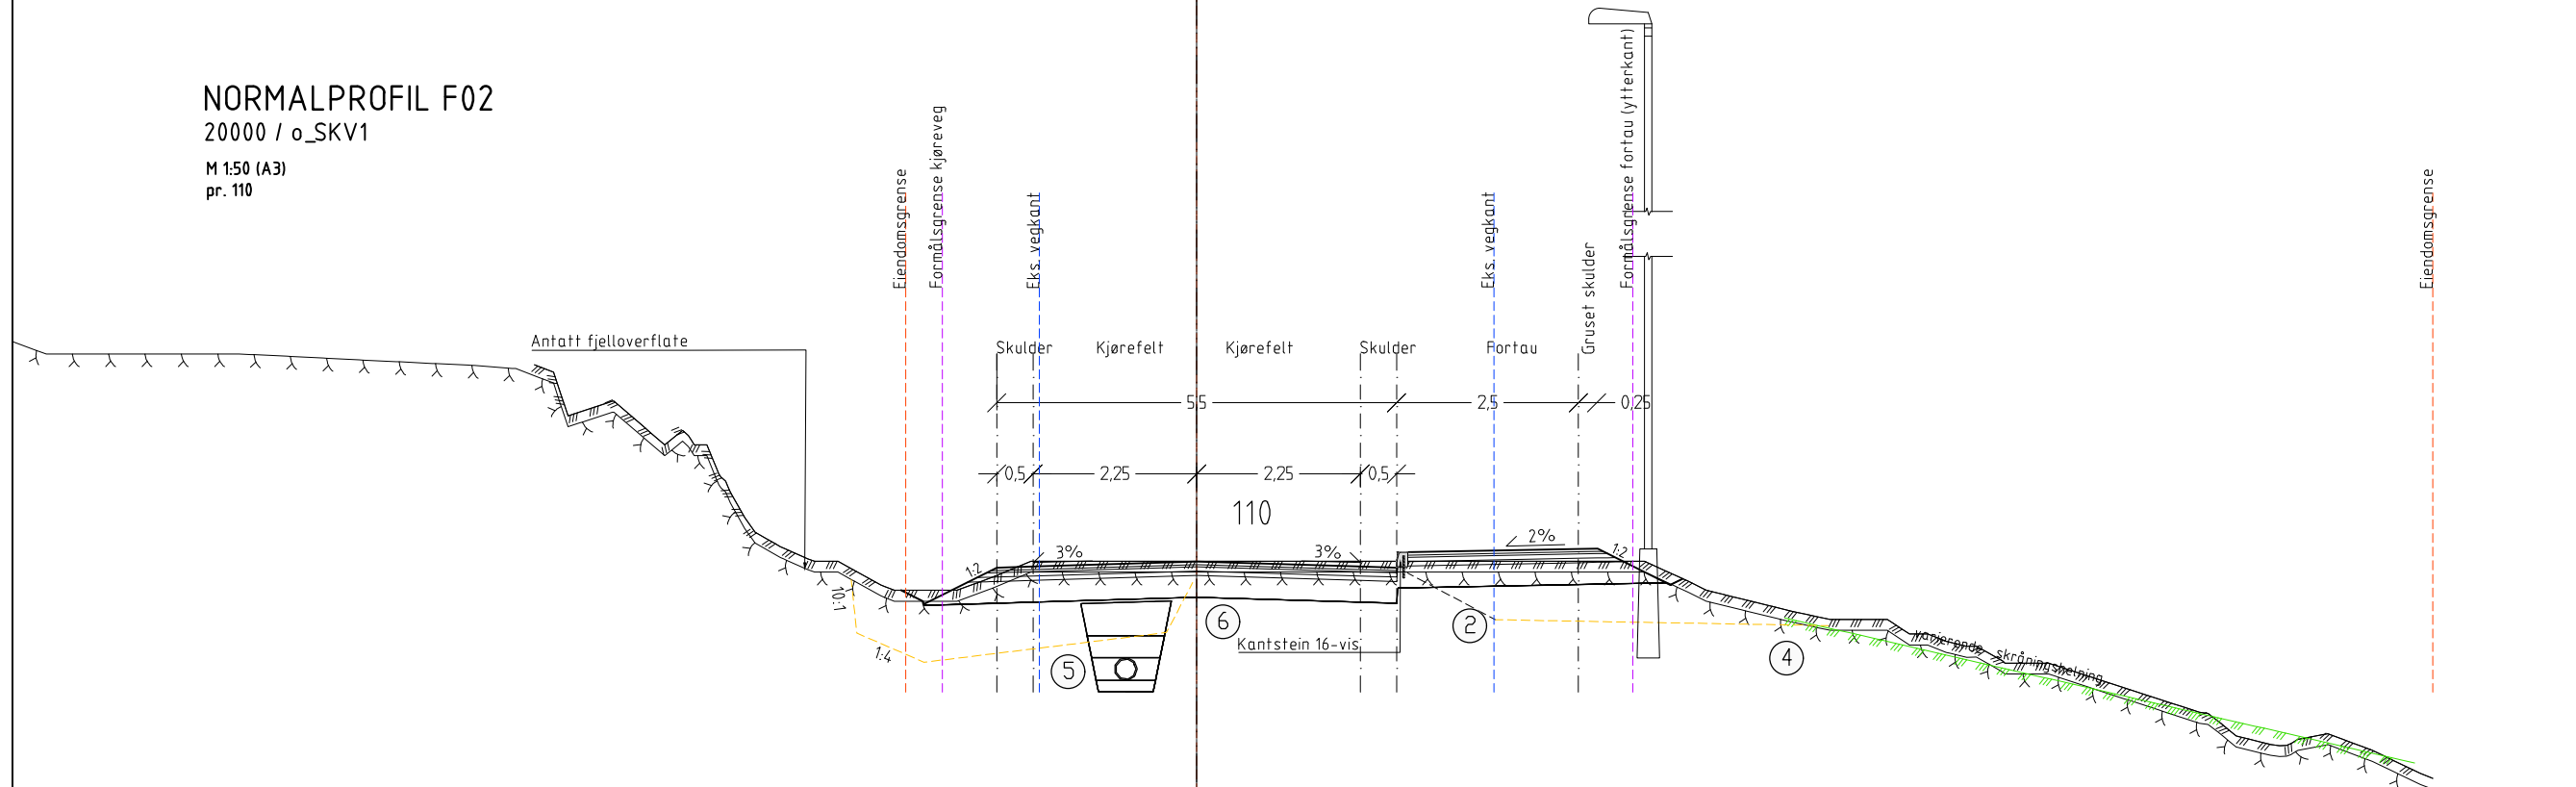 NORMALPROFIL F02
20000 / o_SKV1
M 1:50 (A3)
pr. 110
Eiendomsgrense
Formålsgrense kjøreveg
Eks. vegkant
Eks. vegkant
Gruset skulder
Formålsgrense fortau (ytterkant)
Eiendomsgrense
Antatt fjelloverflate
Skulder
Kjørefelt
Kjørefelt
Skulder
Fortau
5,5
2,5
0,25
0,5
2,25
2,25
0,5
110
1:2
3%
3%
2%
1:2
10:1
1:4
5
6
Kantstein 16-vis
2
4
varierende skråningshelning